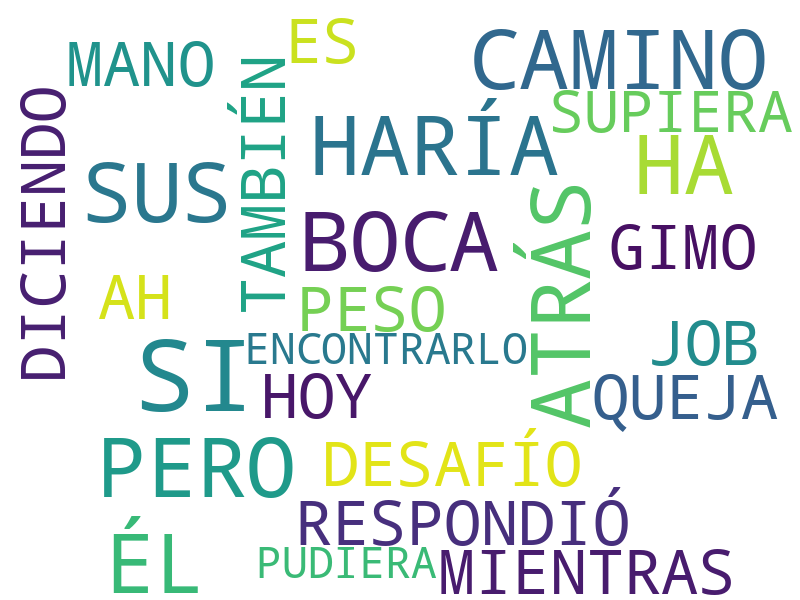 ES
MANO
CAMINO
DICIENDO
TAMBIÉN
SUPIERA
HARÍA
HA
SUS
BOCA
ATRÁS
GIMO
AH
PESO
JOB
SI
ENCONTRARLO
HOY
QUEJA
PERO
DESAFÍO
RESPONDIÓ
ÉL
PUDIERA
MIENTRAS